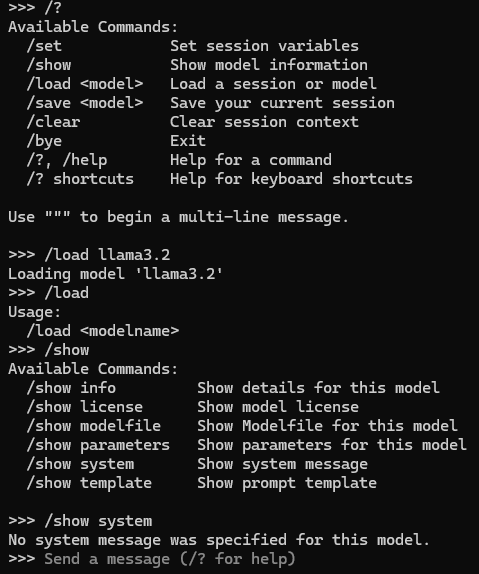 >>> /?
Available Commands:
  /set            Set session variables
  /show           Show model information
  /load <model>   Load a session or model
  /save <model>   Save your current session
  /clear          Clear session context
  /bye            Exit
  /?, /help       Help for a command
  /? shortcuts    Help for keyboard shortcuts

Use """ to begin a multi-line message.

>>> /load llama3.2
Loading model 'llama3.2'
>>> /load
Usage:
  /load <modelname>
>>> /show
Available Commands:
  /show info         Show details for this model
  /show license      Show model license
  /show modelfile    Show Modelfile for this model
  /show parameters   Show parameters for this model
  /show system       Show system message
  /show template     Show prompt template

>>> /show system
No system message was specified for this model.
>>> Send a message (/? for help)